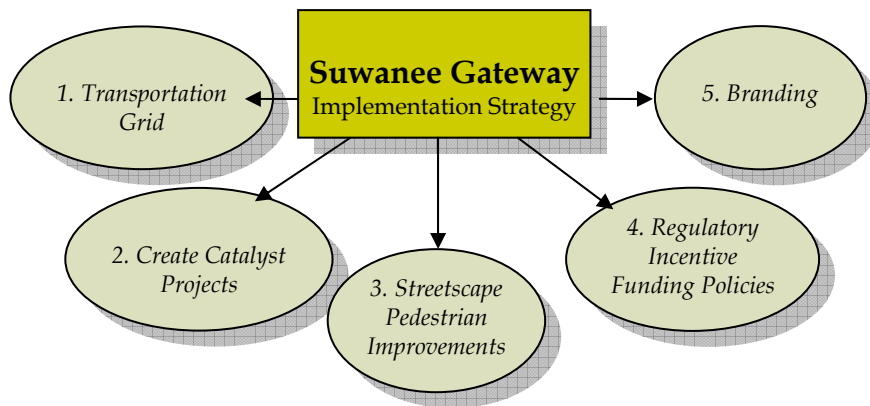 Suwanee Gateway
Implementation Strategy
1. Transportation
Grid
2. Create Catalyst
Projects
3. Streetscape
Pedestrian
Improvements
4. Regulatory
Incentive
Funding Policies
5. Branding